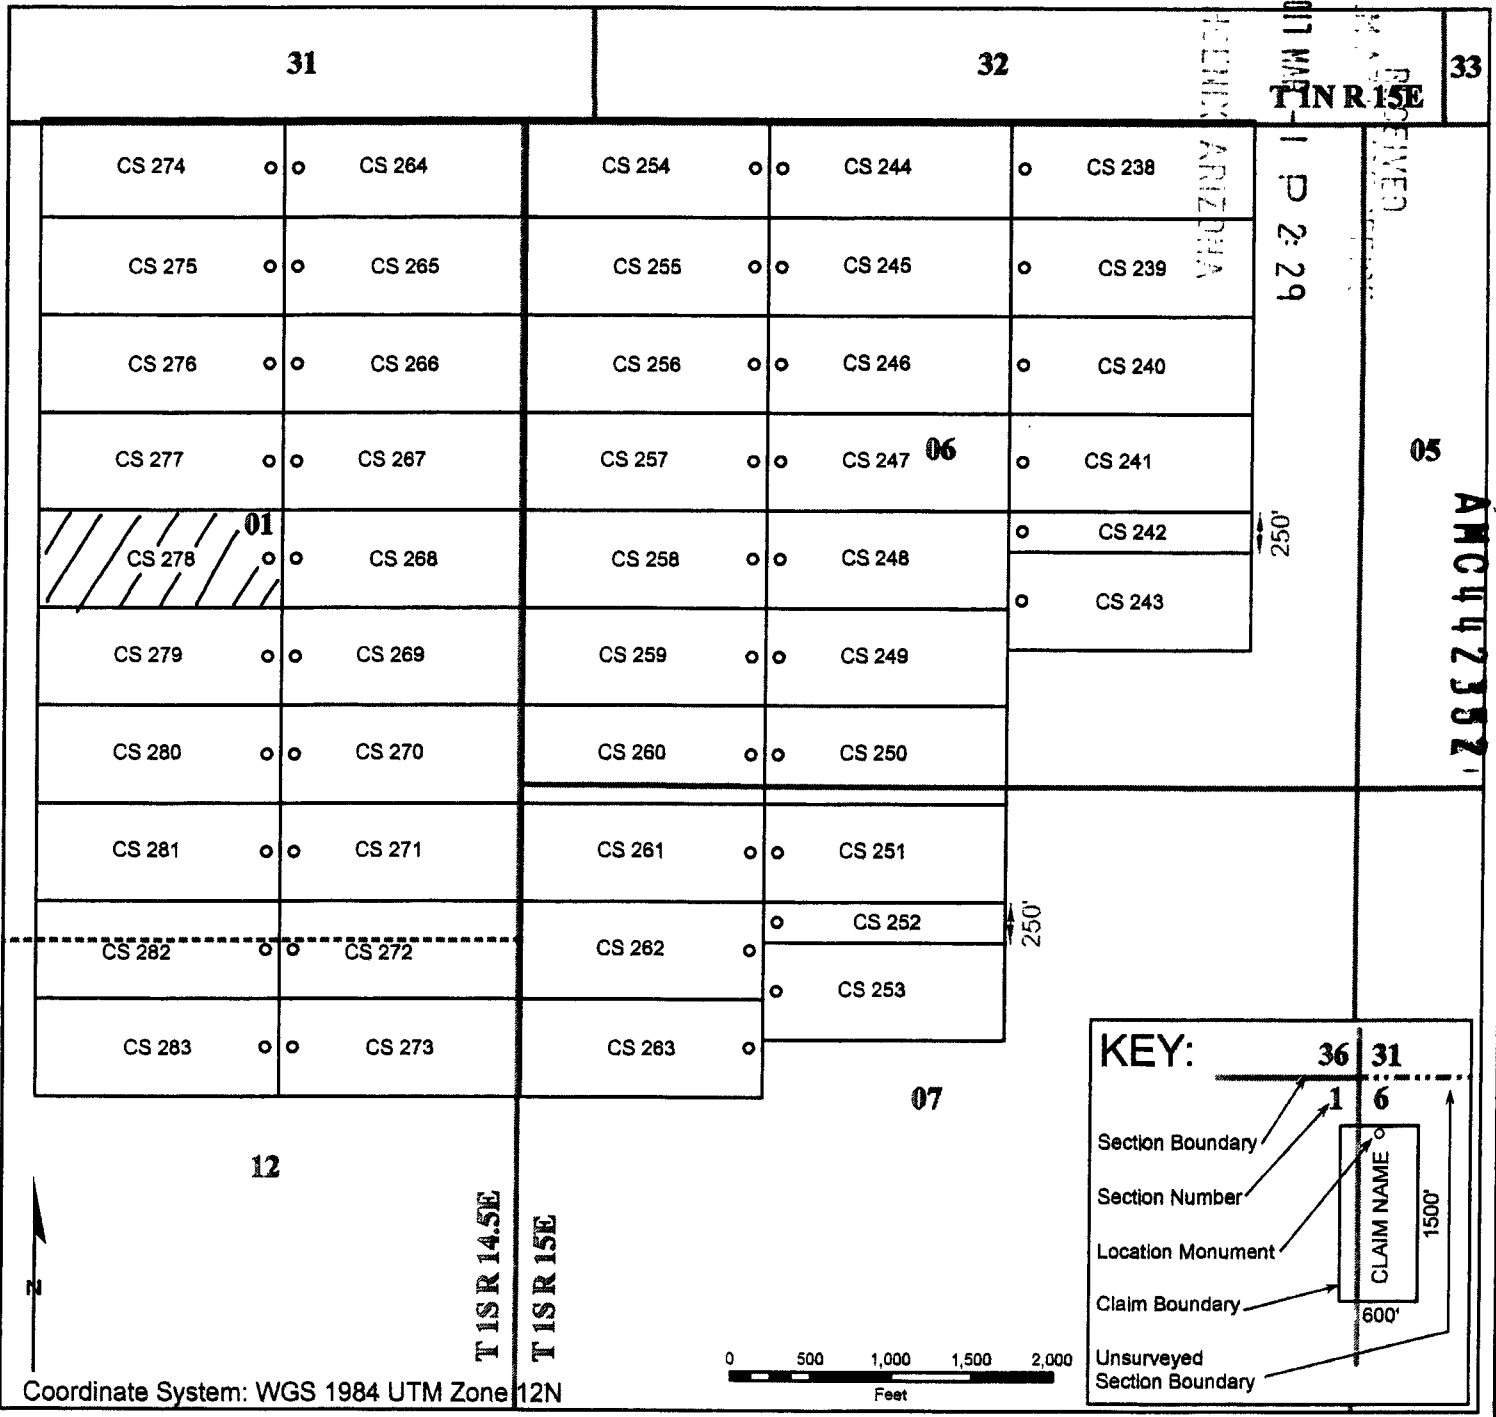 31
32
33
T 1N R 15E
CS 274 CS 264 CS 254 CS 244 CS 238
CS 275 CS 265 CS 255 CS 245 CS 239
CS 276 CS 266 CS 256 CS 246 CS 240
CS 277 CS 267 CS 257 CS 247 06 CS 241 05
01
CS 278 CS 268 CS 258 CS 248 CS 242 250'
CS 243
CS 279 CS 269 CS 259 CS 249
CS 280 CS 270 CS 260 CS 250
CS 281 CS 271 CS 261 CS 251
CS 252 250'
CS 282 CS 272 CS 262
CS 253
CS 283 CS 273 CS 263
07
12
T 1S R 14.5E
T 1S R 15E
N
Coordinate System: WGS 1984 UTM Zone 12N
0 500 1,000 1,500 2,000
Feet
KEY:
36 31
1 6
Section Boundary
Section Number
Location Monument
Claim Boundary
Unsurveyed
Section Boundary
CLAIM NAME
1500'
600'
RECEIVED
MAR 1 P 2:29
ARIZONA
AMC442352